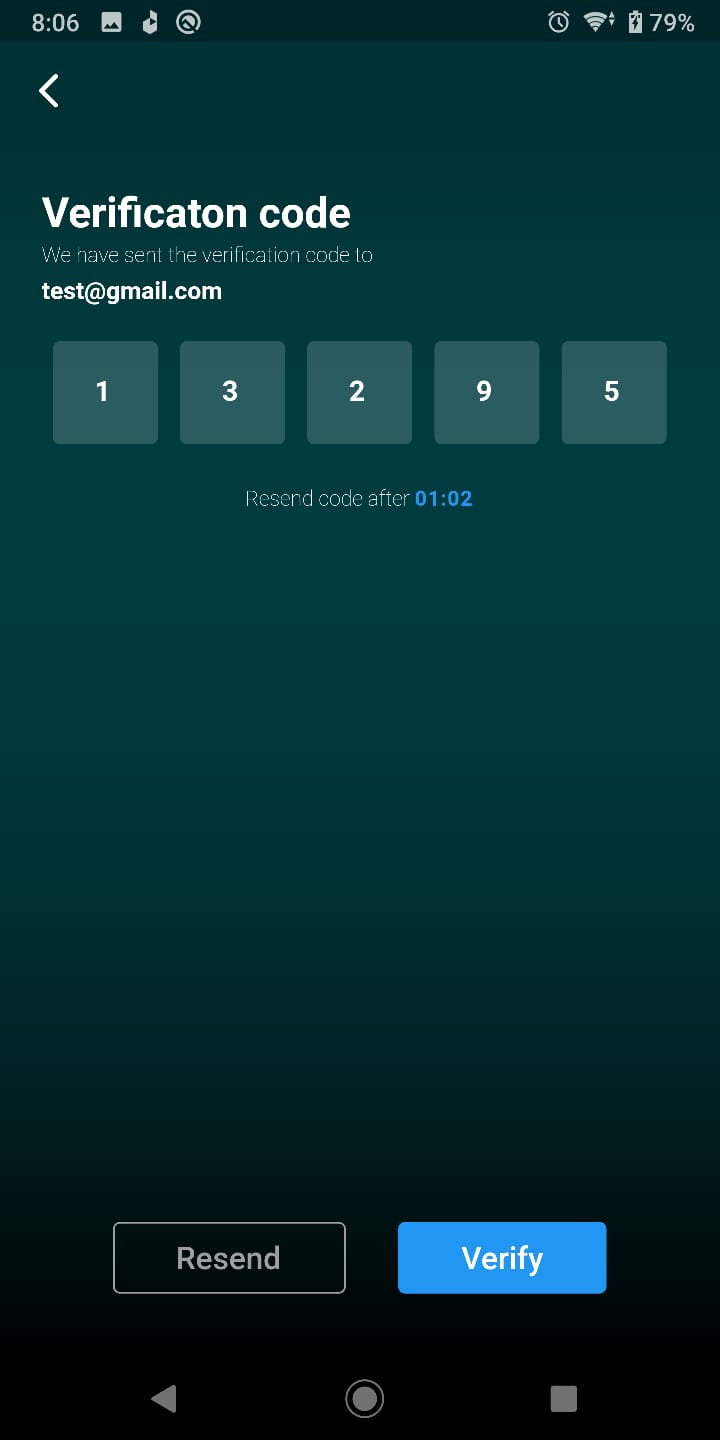 8:06 79%
Verificaton code
We have sent the verification code to
test@gmail.com
1 3 2 9 5
Resend code after 01:02
Resend Verify